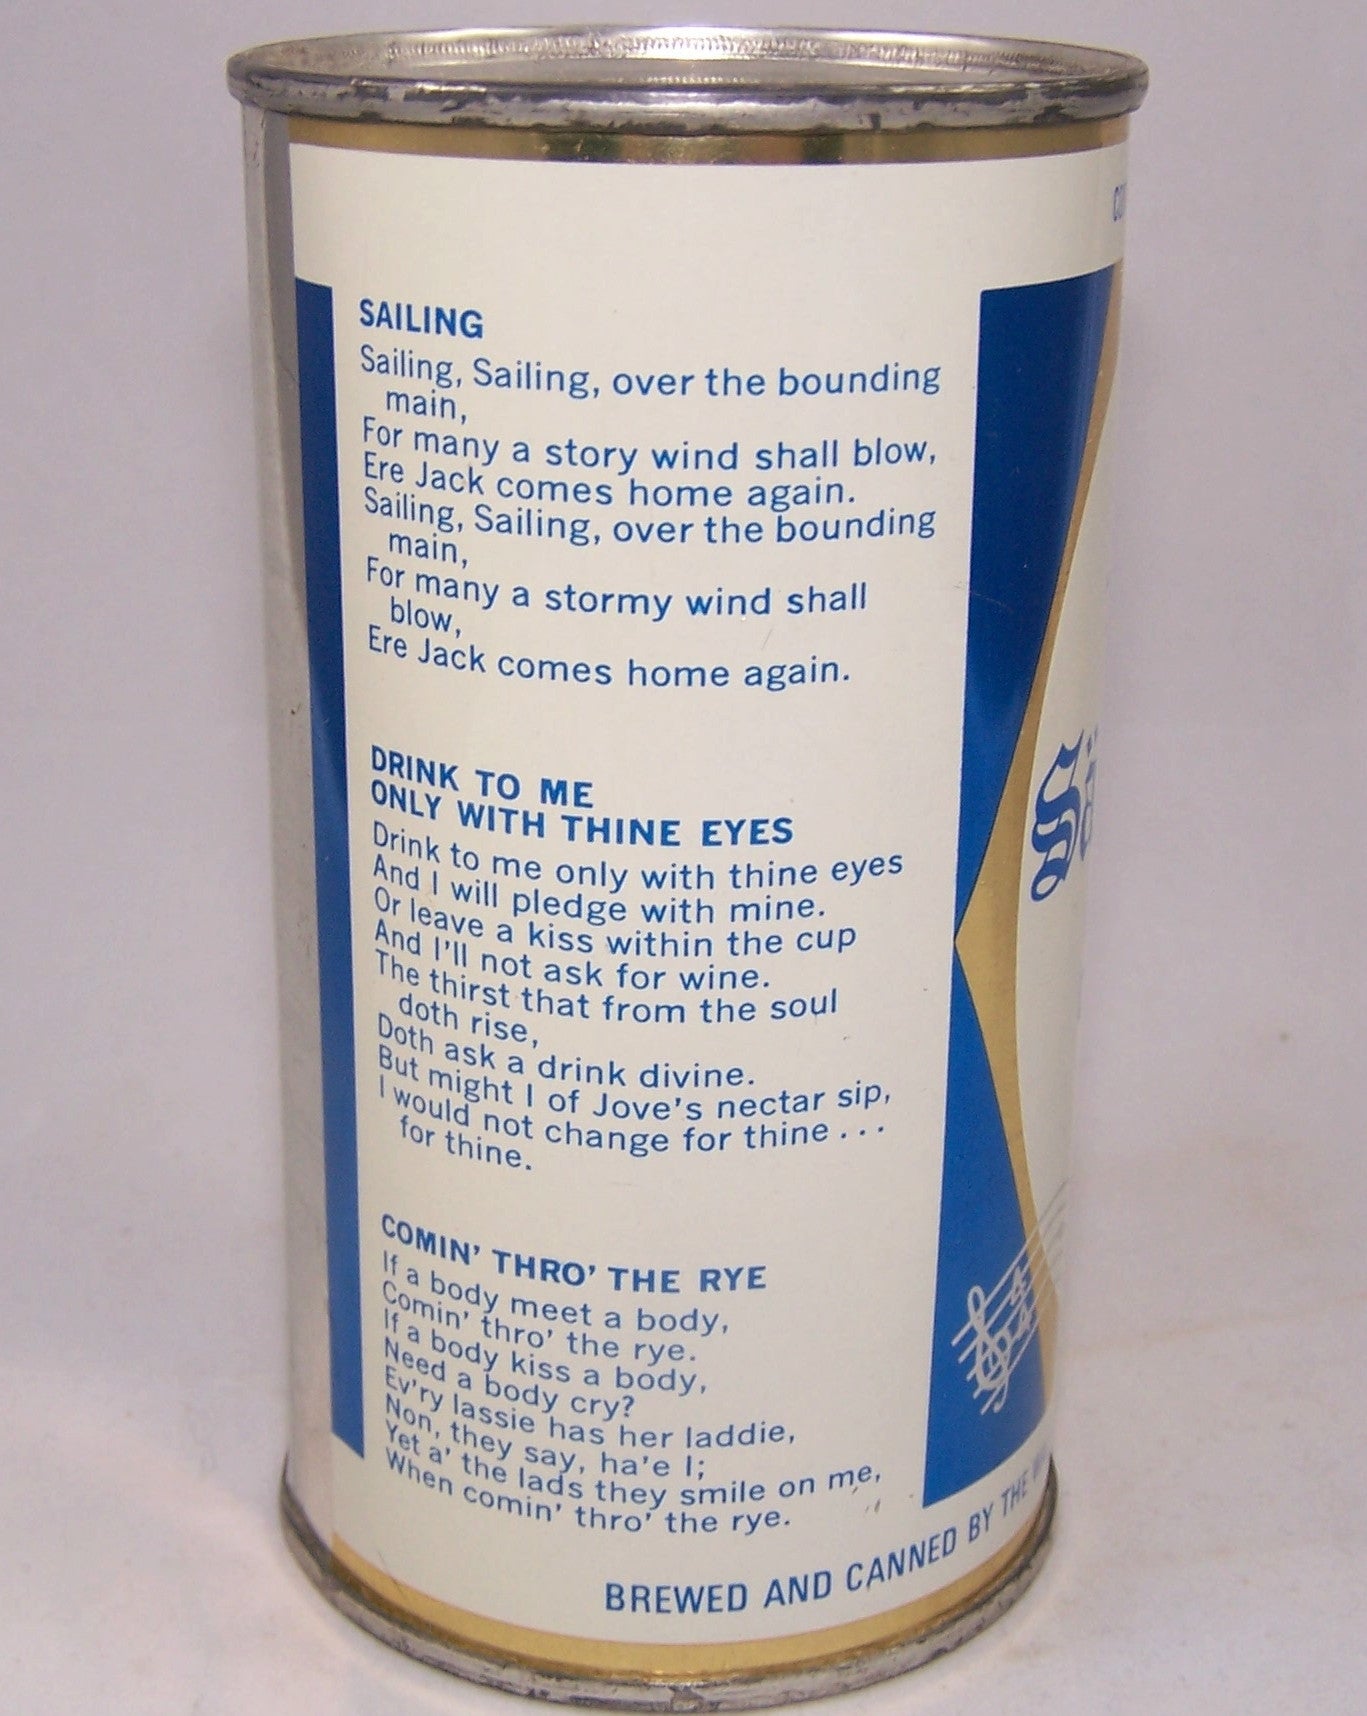 SAILING
Sailing, Sailing, over the bounding
main,
For many a story wind shall blow,
Ere Jack comes home again.
Sailing, Sailing, over the bounding
main,
For many a stormy wind shall
blow,
Ere Jack comes home again.
DRINK TO ME
ONLY WITH THINE EYES
Drink to me only with thine eyes
And I will pledge with mine.
Or leave a kiss within the cup
And I'll not ask for wine.
The thirst that from the soul
doth rise,
Doth ask a drink divine.
But might I of Jove's nectar sip,
I would not change for thine . . .
for thine.
COMIN' THRO' THE RYE
If a body meet a body,
Comin' thro' the rye.
If a body kiss a body,
Need a body cry?
Ev'ry lassie has her laddie,
Non, they say, ha'e I;
Yet a' the lads they smile on me,
When comin' thro' the rye.
BREWED AND CANNED BY THE